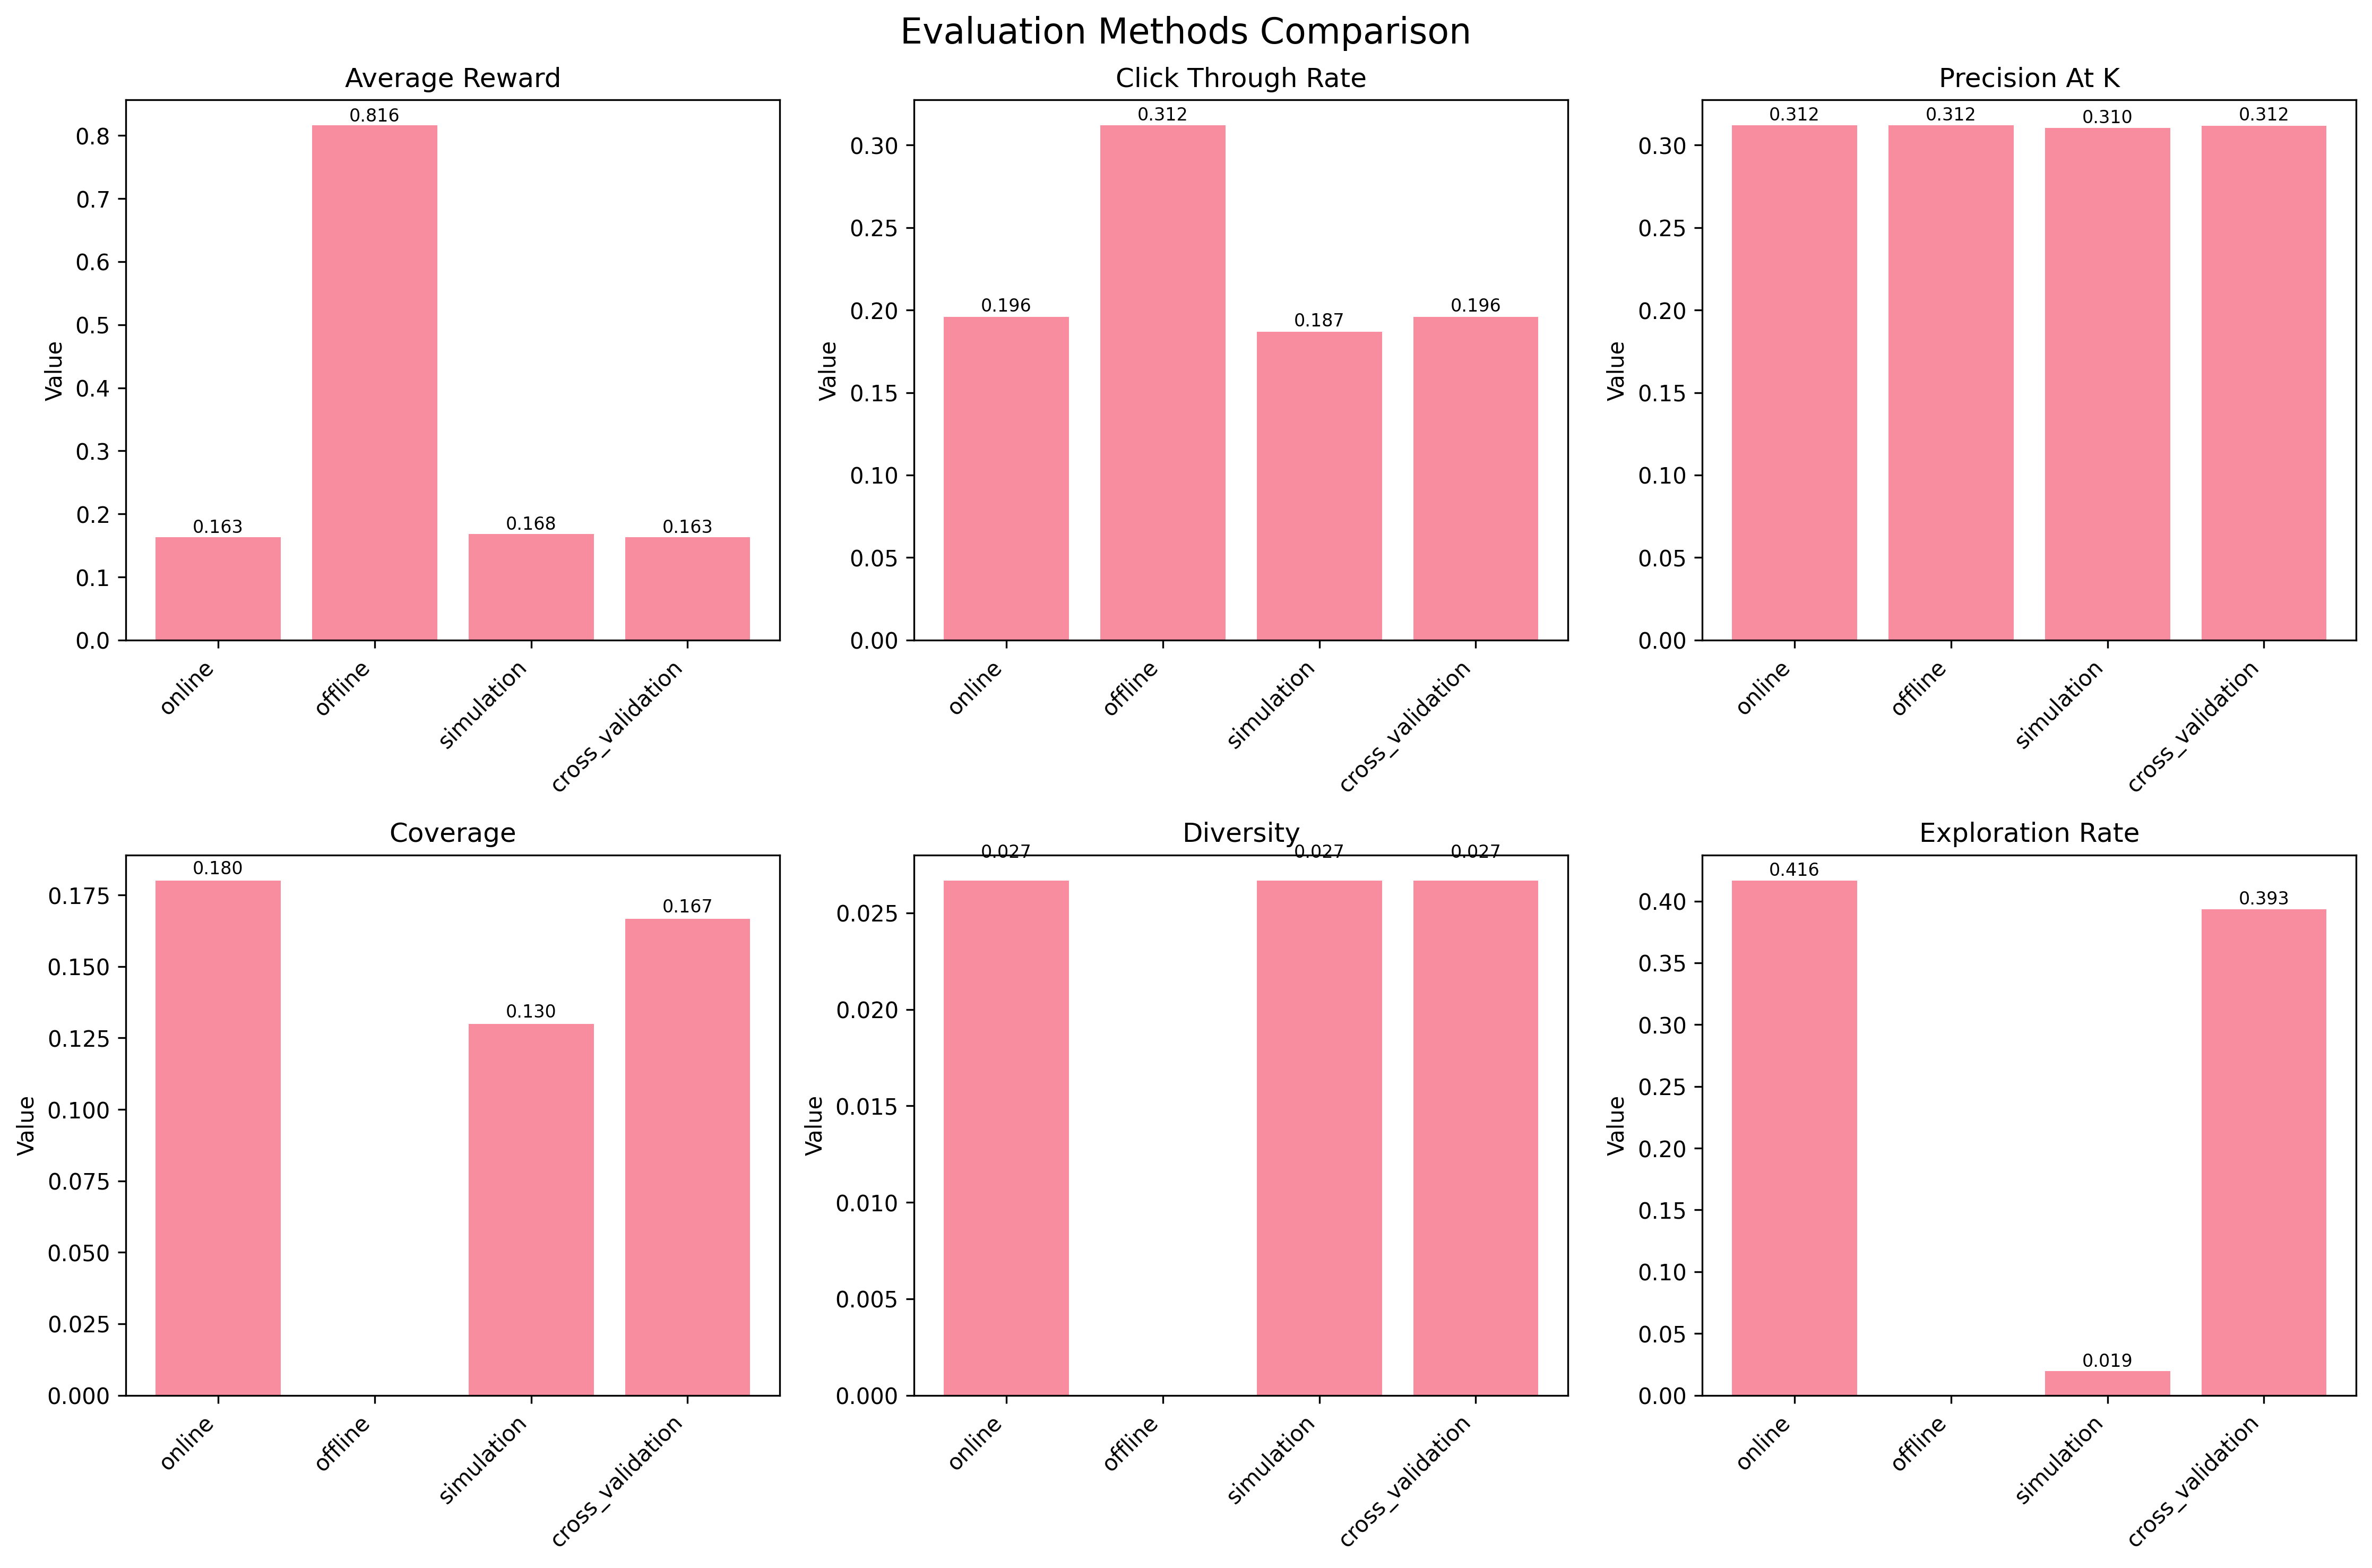 Evaluation Methods Comparison
Average Reward
Value
0.8
0.7
0.6
0.5
0.4
0.3
0.2
0.1
0.0
0.163
0.816
0.168
0.163
online
offline
simulation
cross_validation
Click Through Rate
Value
0.30
0.25
0.20
0.15
0.10
0.05
0.00
0.196
0.312
0.187
0.196
online
offline
simulation
cross_validation
Precision At K
Value
0.30
0.25
0.20
0.15
0.10
0.05
0.00
0.312
0.312
0.310
0.312
online
offline
simulation
cross_validation
Coverage
Value
0.175
0.150
0.125
0.100
0.075
0.050
0.025
0.000
0.180
0.130
0.167
online
offline
simulation
cross_validation
Diversity
Value
0.025
0.020
0.015
0.010
0.005
0.000
0.027
0.027
0.027
online
offline
simulation
cross_validation
Exploration Rate
Value
0.40
0.35
0.30
0.25
0.20
0.15
0.10
0.05
0.00
0.416
0.019
0.393
online
offline
simulation
cross_validation